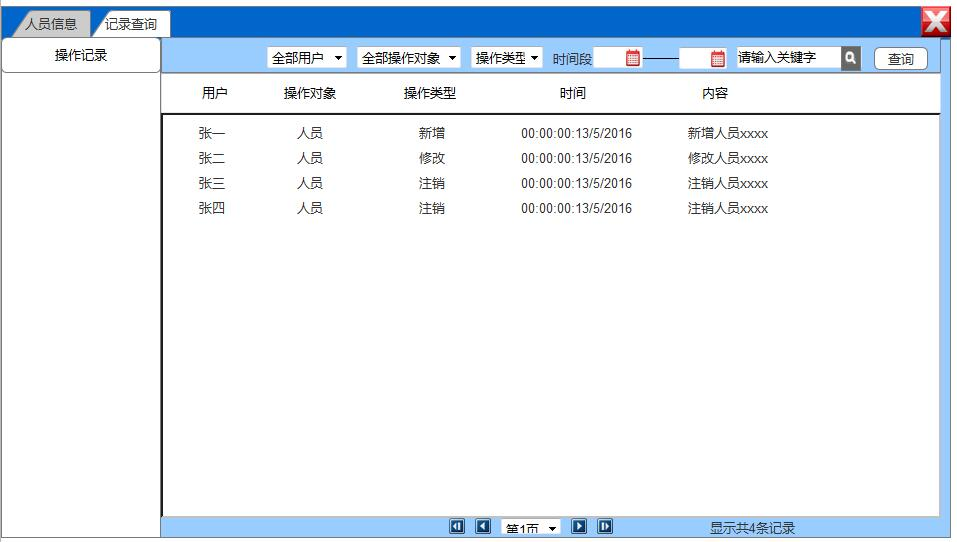 人员信息 记录查询
操作记录 全部用户 全部操作对象 操作类型 时间段 请输入关键字 查询
用户 操作对象 操作类型 时间 内容
张一 人员 新增 00:00:00:13/5/2016 新增人员xxxx
张二 人员 修改 00:00:00:13/5/2016 修改人员xxxx
张三 人员 注销 00:00:00:13/5/2016 注销人员xxxx
张四 人员 注销 00:00:00:13/5/2016 注销人员xxxx
第1页 显示共4条记录